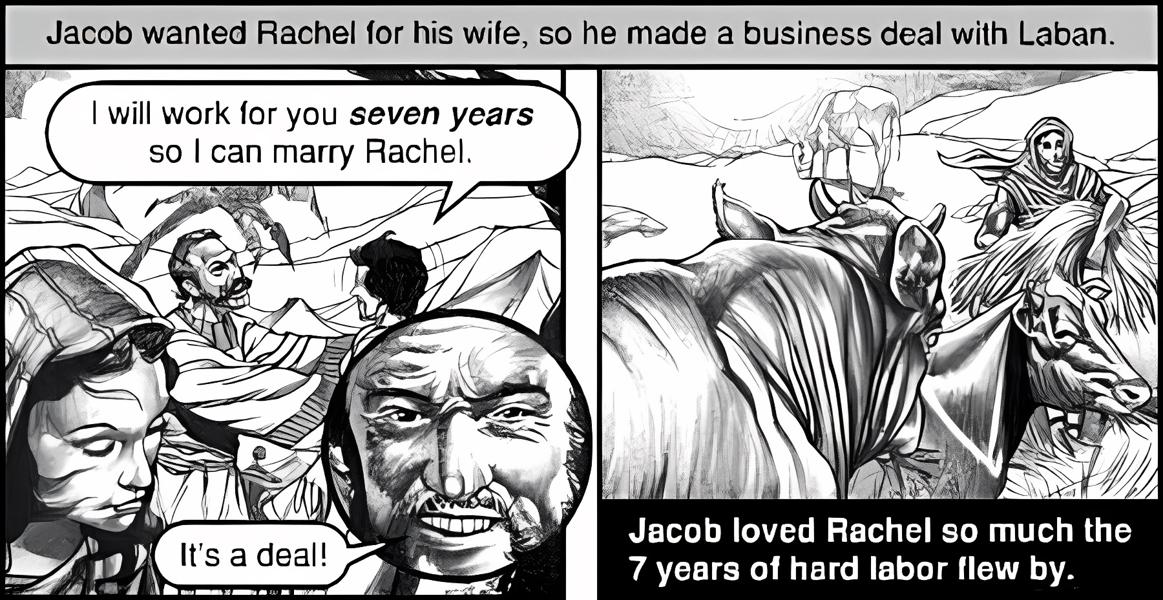 Jacob wanted Rachel for his wife, so he made a business deal with Laban.
I will work for you seven years
so I can marry Rachel.
It's a deal!
Jacob loved Rachel so much the
7 years of hard labor flew by.